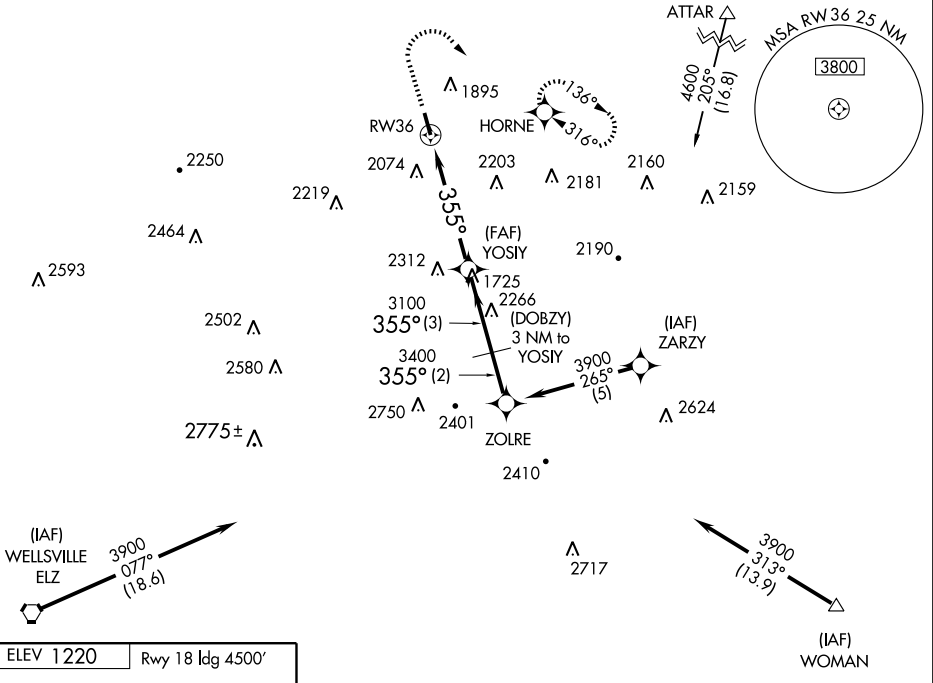 ATTAR
MSA RW36 25 NM
3800
4600
205°
(16.8)
1895
136°
316°
RW36
HORNE
2074
2203
2181
2160
2159
2250
2219
355°
2464
(FAF)
YOSIY
2190
2593
2312
1725
3100
355° (3)
2266
(DOBZY)
3 NM to
YOSIY
(IAF)
ZARZY
2502
3400
355° (2)
2580
3900
265°
(5)
2750
2401
ZOLRE
2624
2775±
2410
(IAF)
WELLSVILLE
ELZ
3900
077°
(18.6)
2717
3900
313°
(13.9)
(IAF)
WOMAN
ELEV 1220
Rwy 18 ldg 4500'